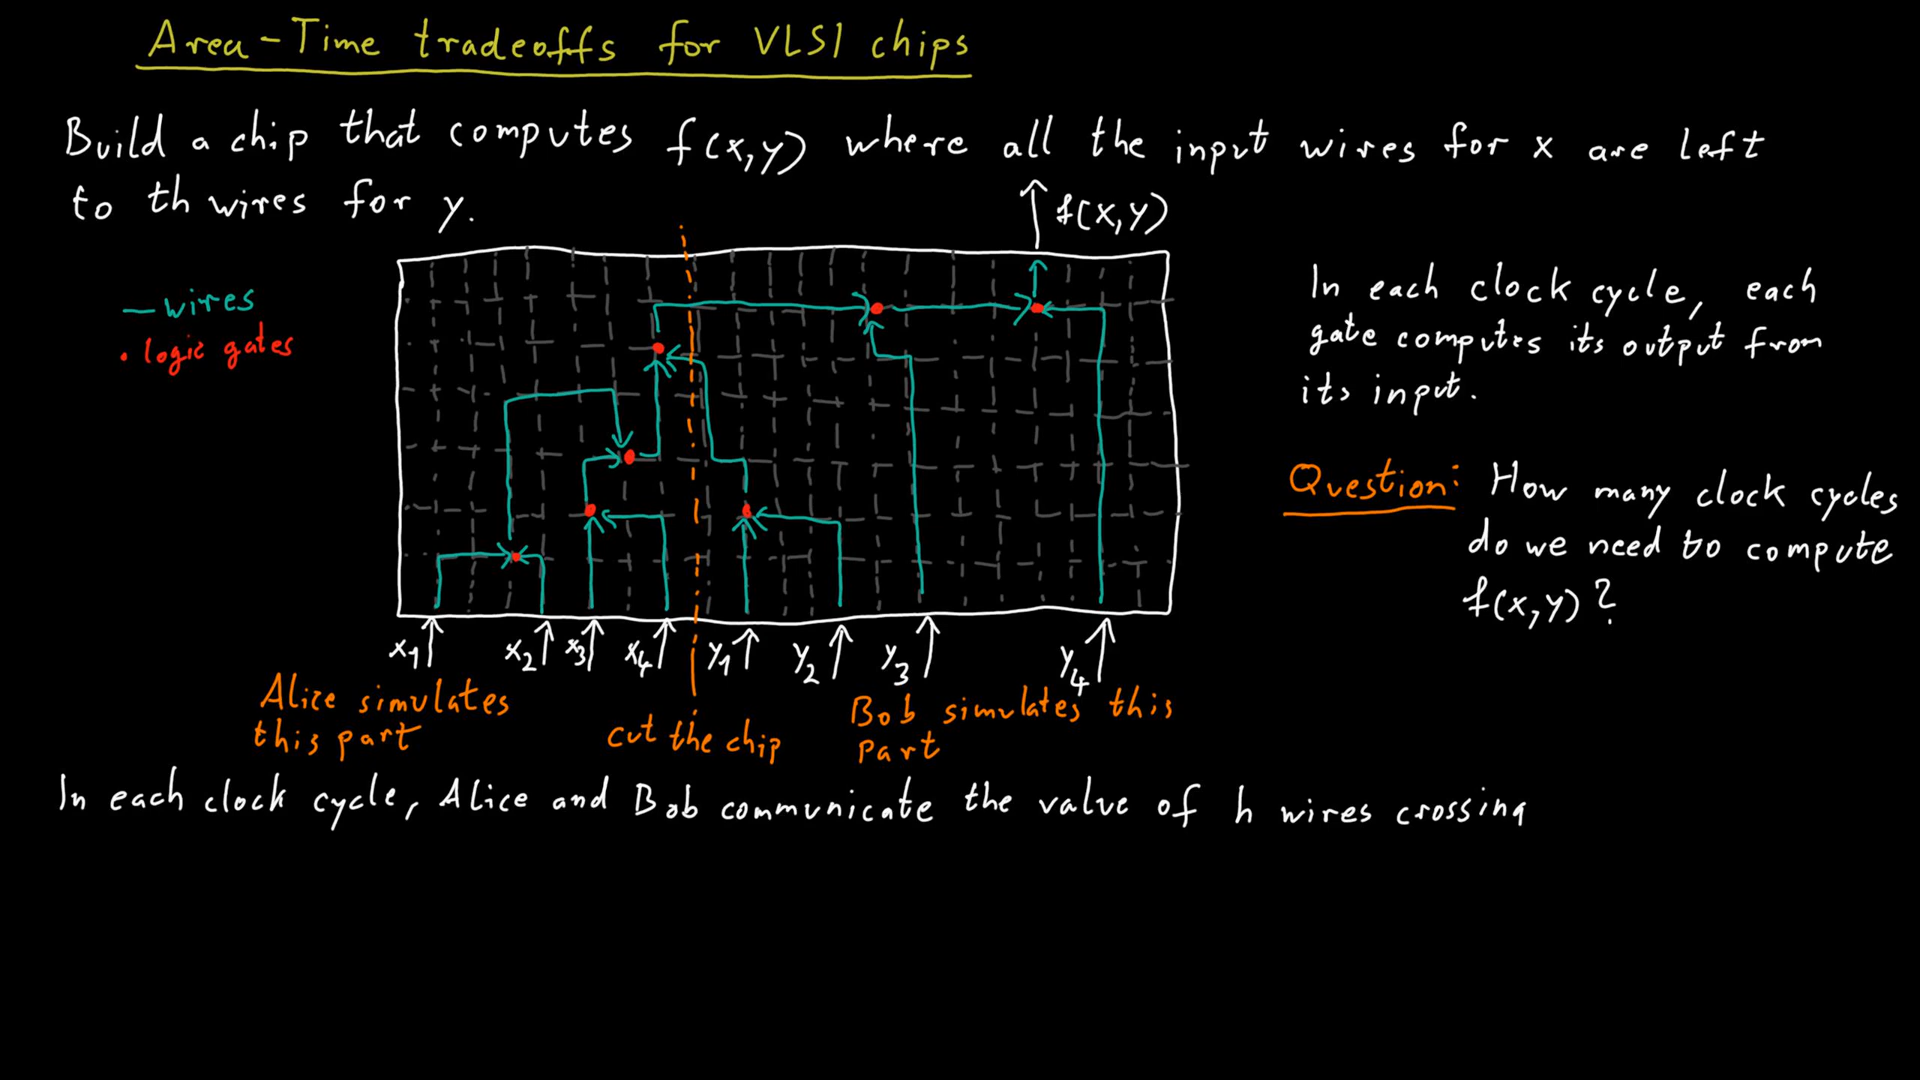 Area-Time tradeoffs for VLSI chips
Build a chip that computes f(x,y) where all the input wires for x are left
to th wires for y.
f(x,y)
— wires
• logic gates
In each clock cycle, each
gate computes its output from
its input.
Question: How many clock cycles
do we need to compute
f(x,y)?
x1 x2 x3 x4 y1 y2 y3 y4
Alice simulates
this part
cut the chip
Bob simulates this
part
In each clock cycle, Alice and Bob communicate the value of h wires crossing